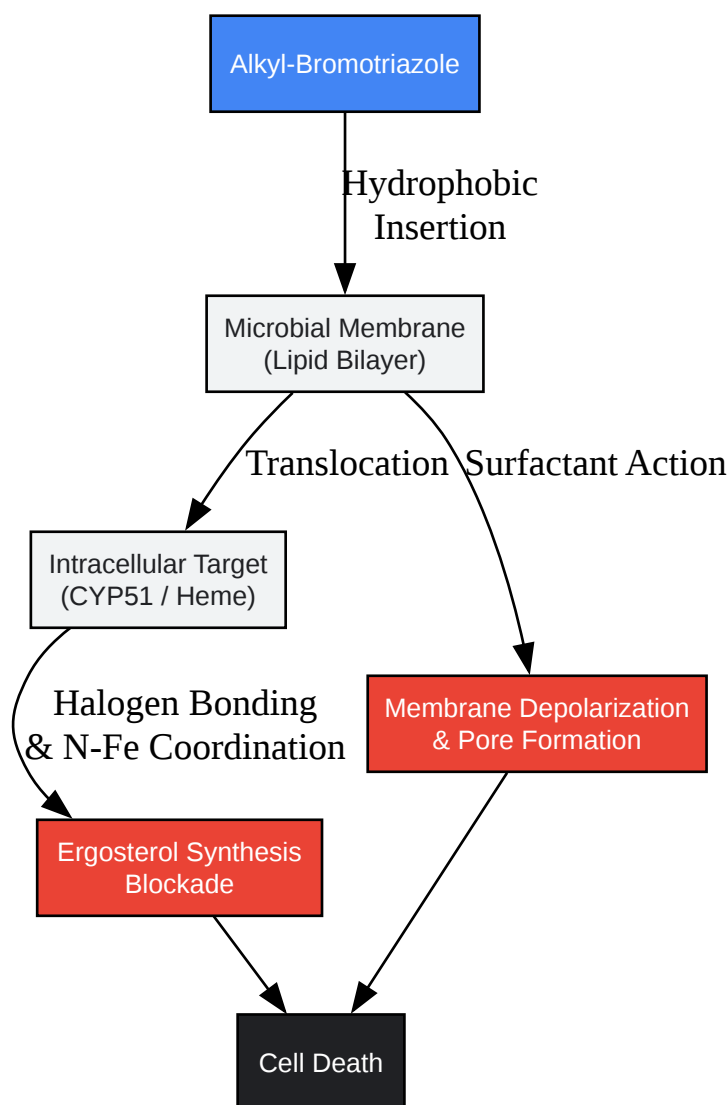 Alkyl-Bromotriazole
Hydrophobic
Insertion
Microbial Membrane
(Lipid Bilayer)
Translocation
Surfactant Action
Intracellular Target
(CYP51 / Heme)
Halogen Bonding
& N-Fe Coordination
Membrane Depolarization
& Pore Formation
Ergosterol Synthesis
Blockade
Cell Death